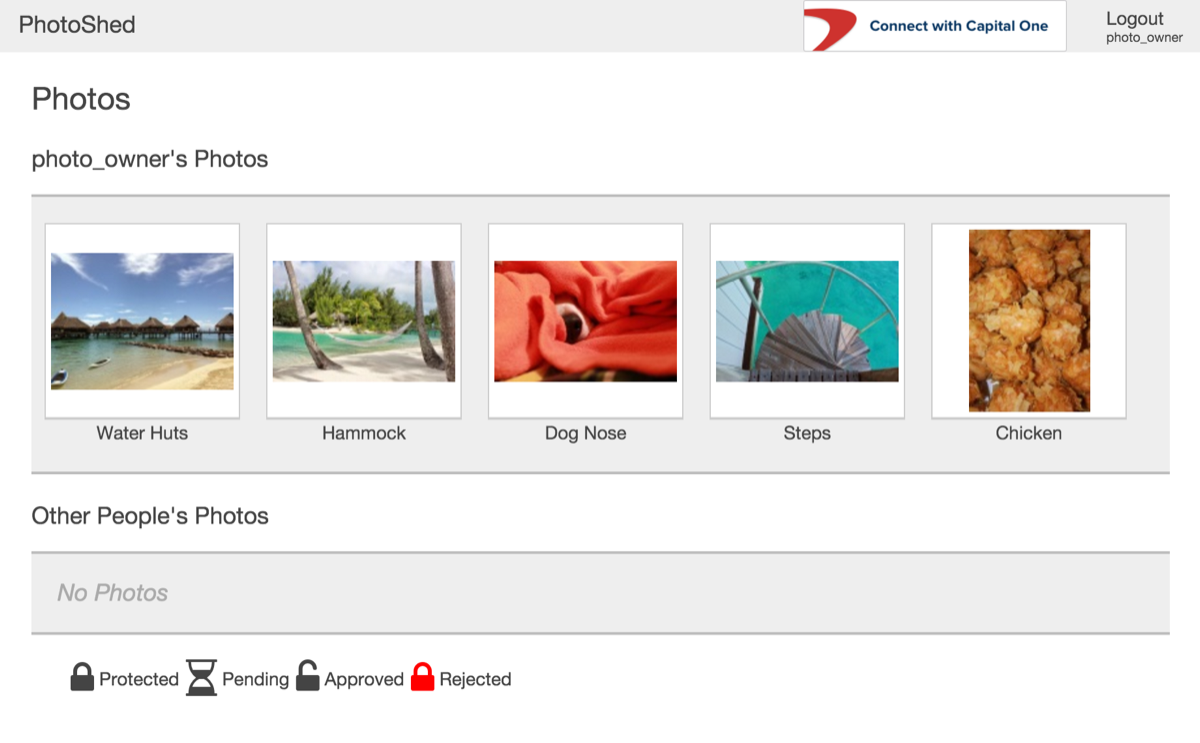 PhotoShed
Connect with Capital One
Logout
photo_owner
Photos
photo_owner's Photos
Water Huts
Hammock
Dog Nose
Steps
Chicken
Other People's Photos
No Photos
Protected Pending Approved Rejected